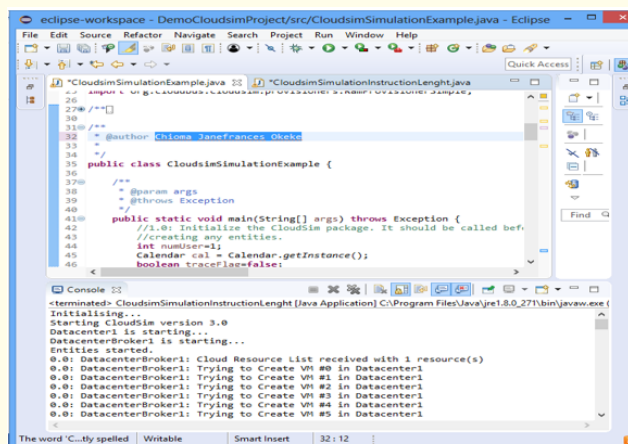 eclipse-workspace - DemoCloudsimProject/src/CloudsimSimulationExample.java - Eclipse
File Edit Source Refactor Navigate Search Project Run Window Help
Quick Access
*CloudsimSimulationExample.java *CloudsimSimulationInstructionLenght.java
26
27 /**
30
31 /**
32 * @author Chioma Janefrances Okeke
33 *
34 */
35 public class CloudsimSimulationExample {
36
37 /**
38 * @param args
39 * @throws Exception
40 */
41 public static void main(String[] args) throws Exception {
42 //1.0: Initialize the CloudSim package. It should be called bef
43 //creating any entities.
44 int numUser=1;
45 Calendar cal = Calendar.getInstance();
46 boolean traceFlag=false;
Find
Console
<terminated> CloudsimSimulationInstructionLenght [Java Application] C:\Program Files\Java\jre1.8.0_271\bin\javaw.exe (
Initialising...
Starting CloudSim version 3.0
Datacenter1 is starting...
DatacenterBroker1 is starting...
Entities started.
0.0: DatacenterBroker1: Cloud Resource List received with 1 resource(s)
0.0: DatacenterBroker1: Trying to Create VM #0 in Datacenter1
0.0: DatacenterBroker1: Trying to Create VM #1 in Datacenter1
0.0: DatacenterBroker1: Trying to Create VM #2 in Datacenter1
0.0: DatacenterBroker1: Trying to Create VM #3 in Datacenter1
0.0: DatacenterBroker1: Trying to Create VM #4 in Datacenter1
0.0: DatacenterBroker1: Trying to Create VM #5 in Datacenter1
The word 'C...tly spelled Writable Smart Insert 32 : 12